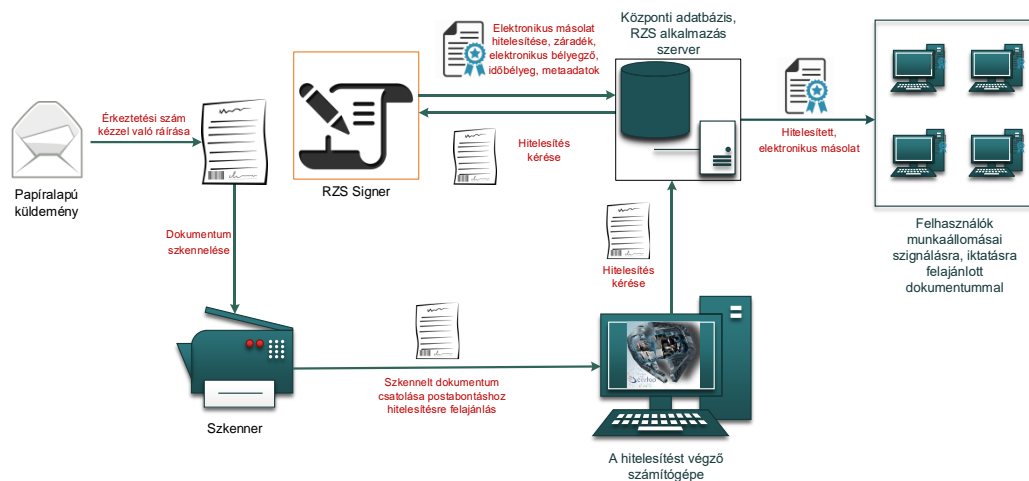 Elektronikus másolat
hitelesítése, záradék,
elektronikus bélyegző,
időbélyeg, metaadatok
Központi adatbázis,
RZS alkalmazás
szerver
Érkeztetési szám
kézzel való ráírása
Hitelesítés
kérése
Hitelesített,
elektronikus másolat
Papíralapú
küldemény
RZS Signer
Dokumentum
szkennelése
Hitelesítés
kérése
Felhasználók
munkaállomásai
szignálásra, iktatásra
felajánlott
dokumentummal
Szkennelt dokumentum
csatolása postabontáshoz
hitelesítésre felajánlás
Szkenner
A hitelesítést végző
számítógépe